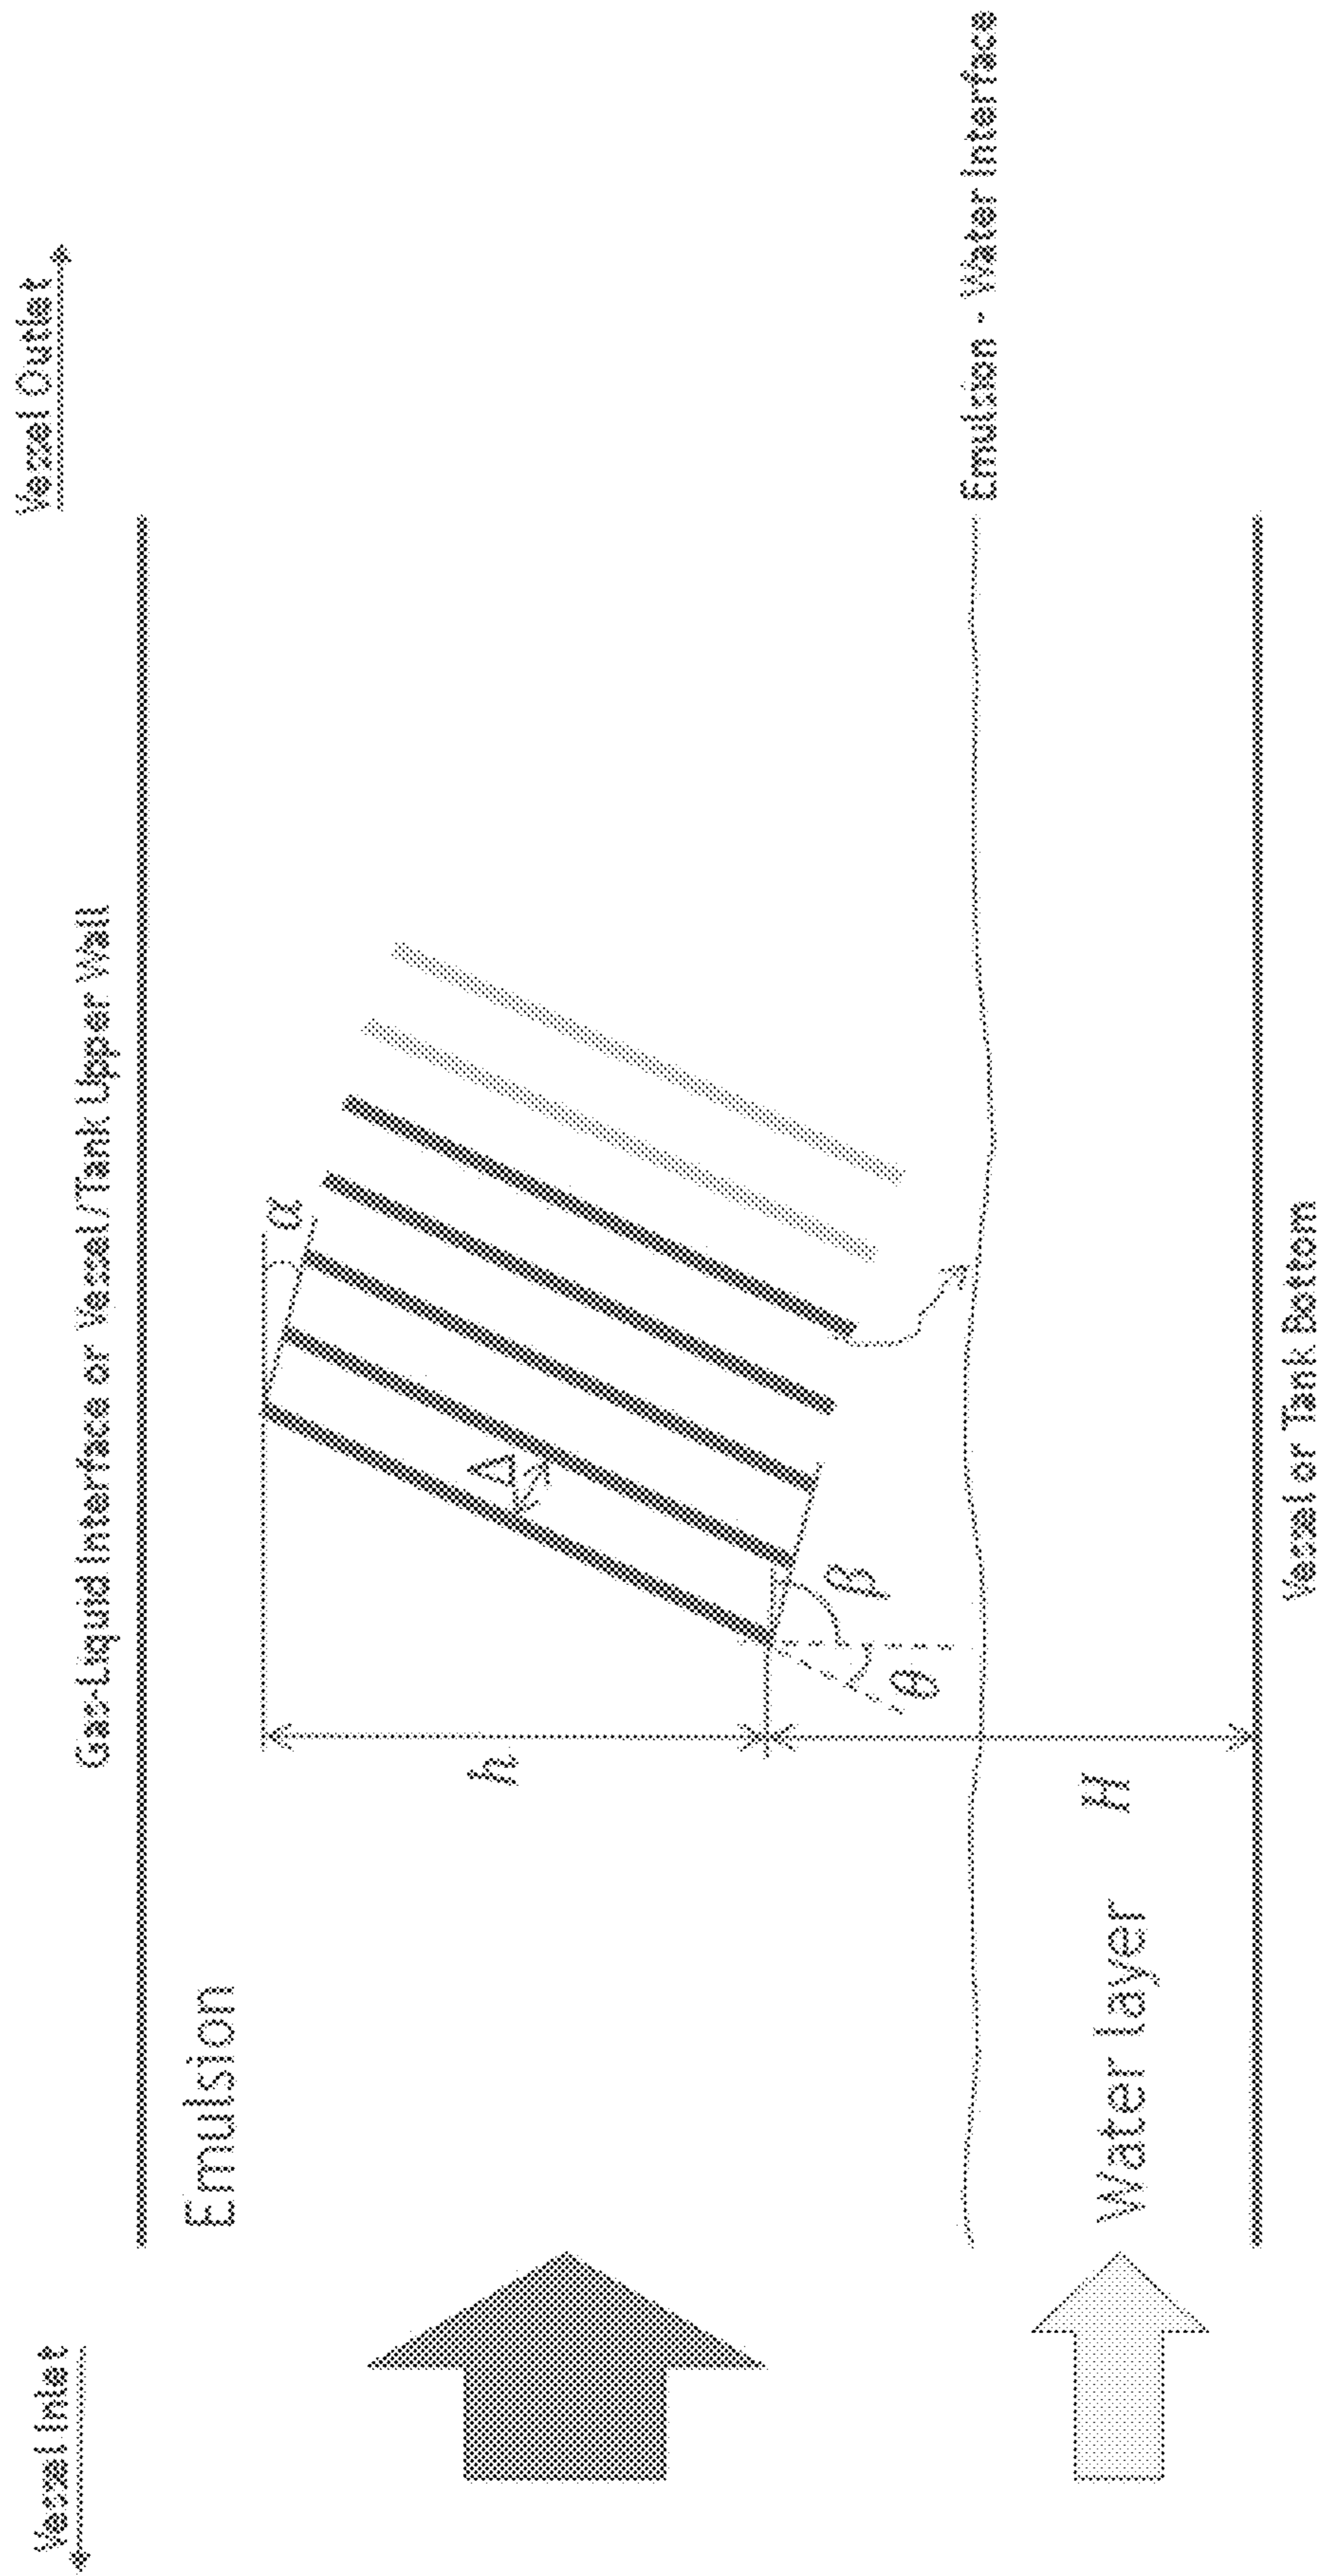 Vessel Inlet
Vessel Outlet
Gas-Liquid Interface or Vessel/Tank Upper Wall
Emulsion
α
h
Δ
β
θ
Emulsion - Water Interface
Water layer
H
Vessel or Tank Bottom